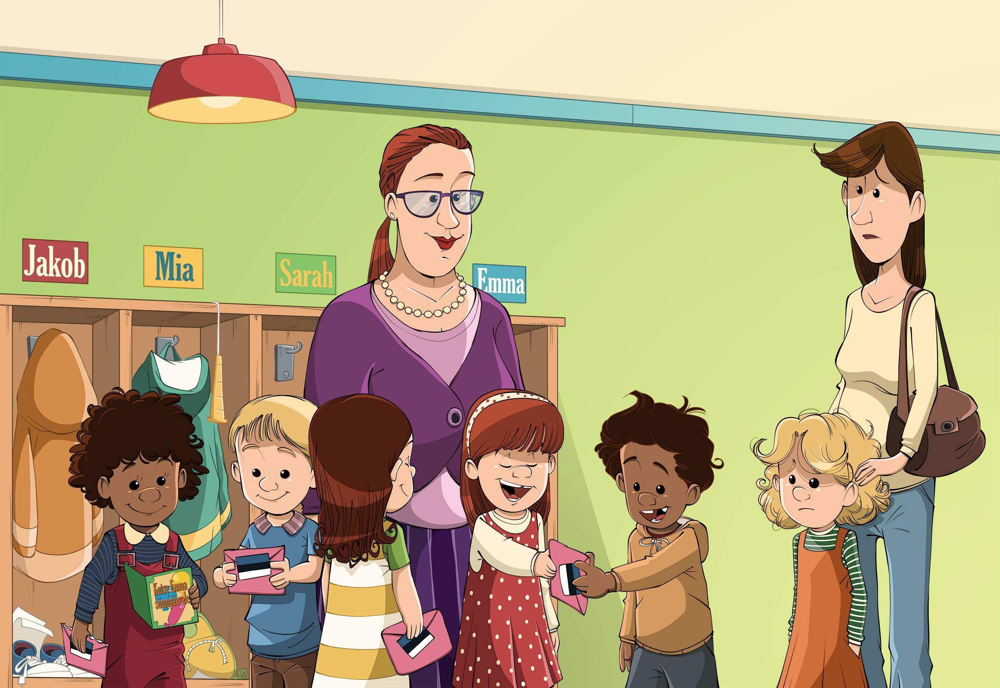 Jakob
Mia
Sarah
Emma
Kutse Emma
sünnipäevale